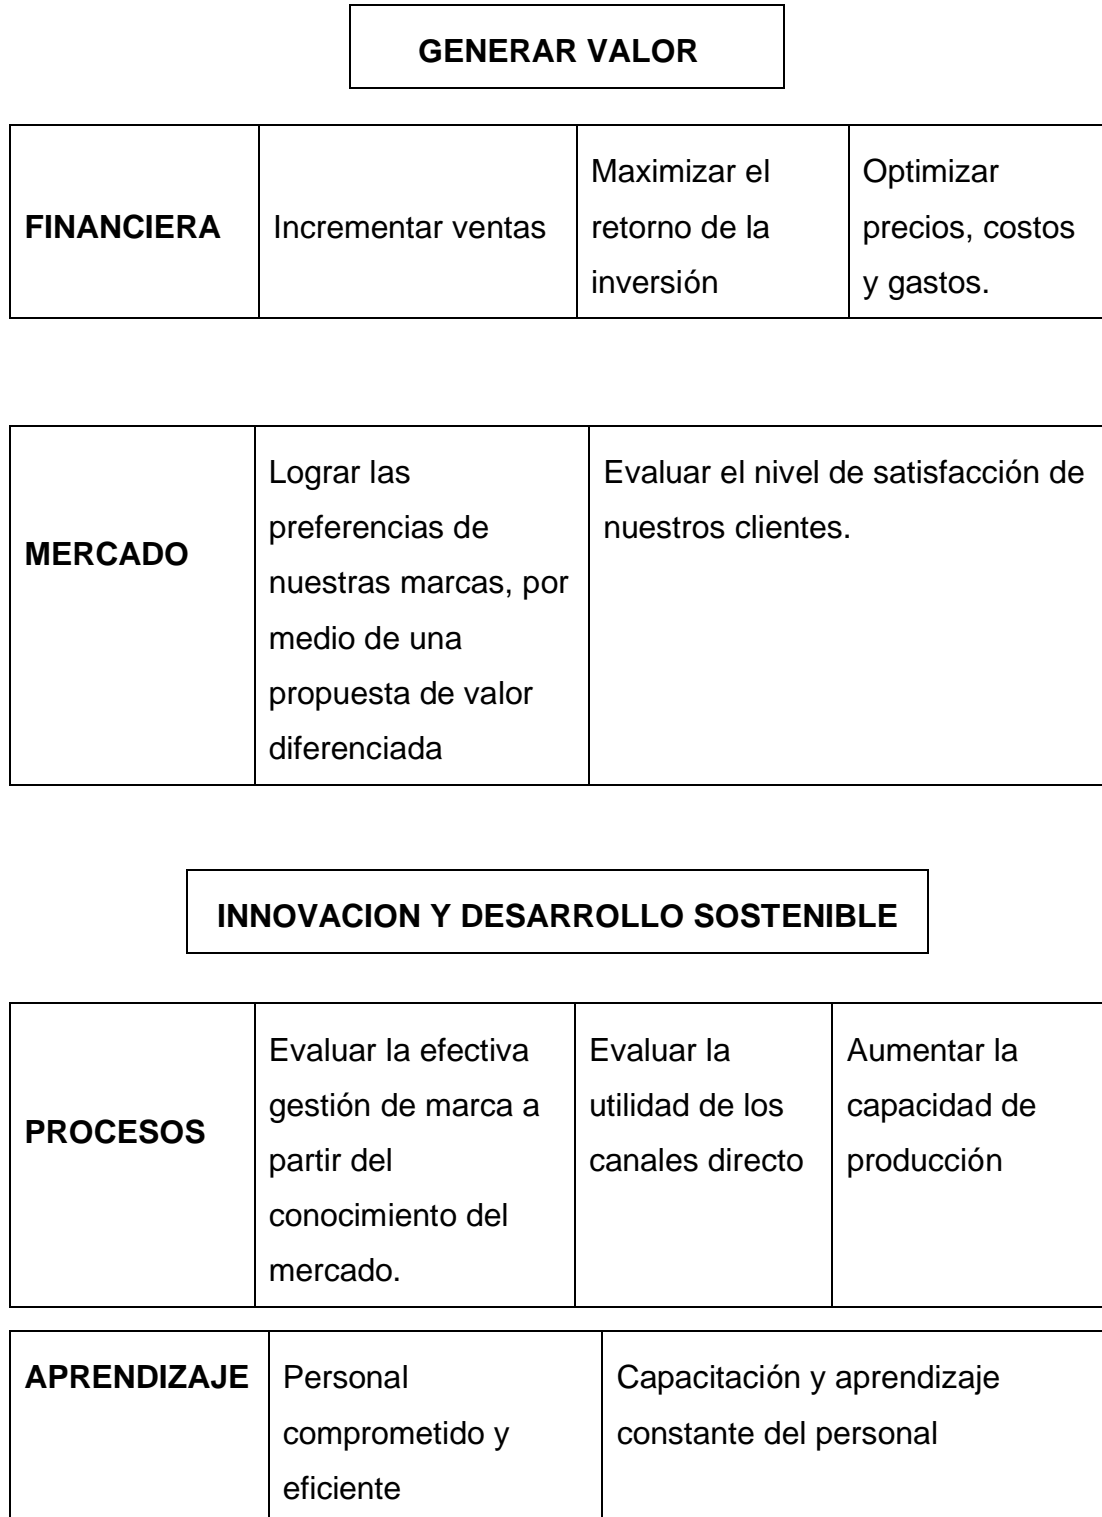 GENERAR VALOR
FINANCIERA
Incrementar ventas
Maximizar el
retorno de la
inversión
Optimizar
precios, costos
y gastos.
MERCADO
Lograr las
preferencias de
nuestras marcas, por
medio de una
propuesta de valor
diferenciada
Evaluar el nivel de satisfacción de
nuestros clientes.
INNOVACION Y DESARROLLO SOSTENIBLE
PROCESOS
Evaluar la efectiva
gestión de marca a
partir del
conocimiento del
mercado.
Evaluar la
utilidad de los
canales directo
Aumentar la
capacidad de
producción
APRENDIZAJE
Personal
comprometido y
eficiente
Capacitación y aprendizaje
constante del personal